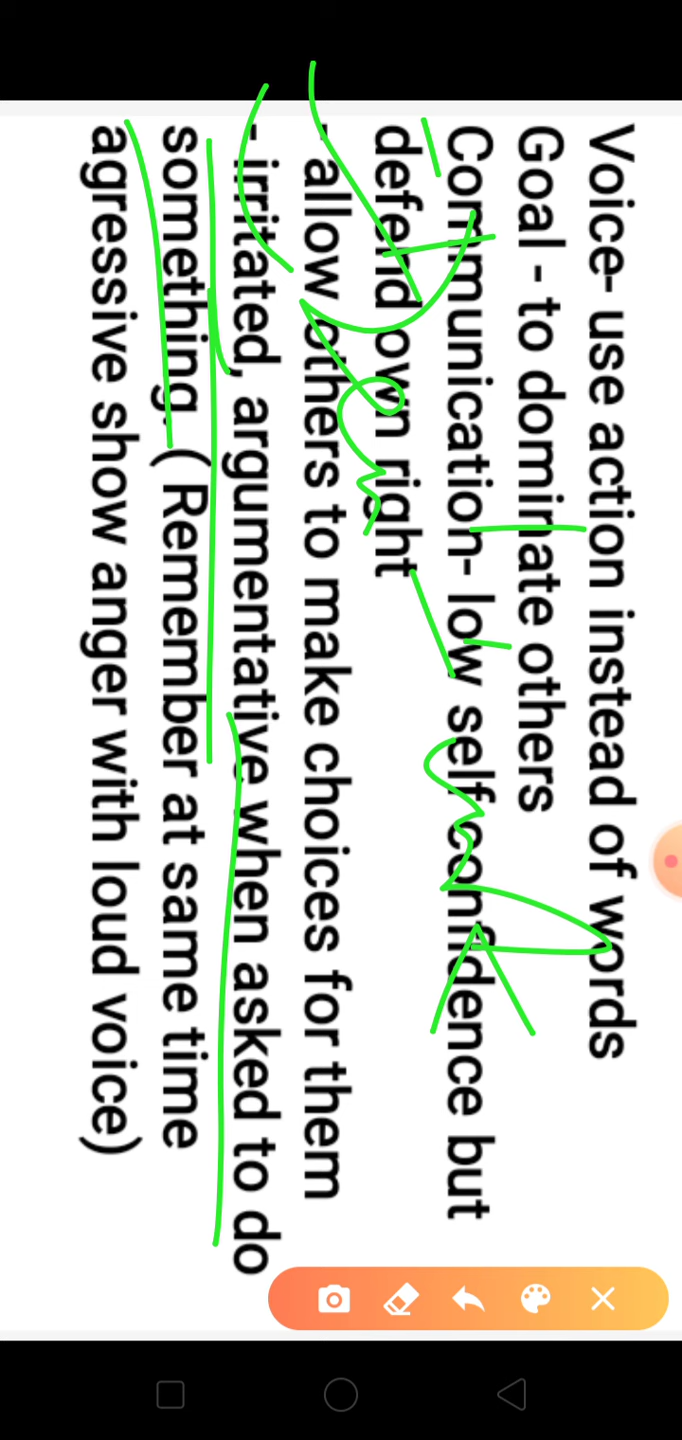 Voice- use action instead of words
Goal - to dominate others
Communication- low self confidence but
defend own right
- allow others to make choices for them
- irritated, argumentative when asked to do
something. ( Remember at same time
agressive show anger with loud voice)